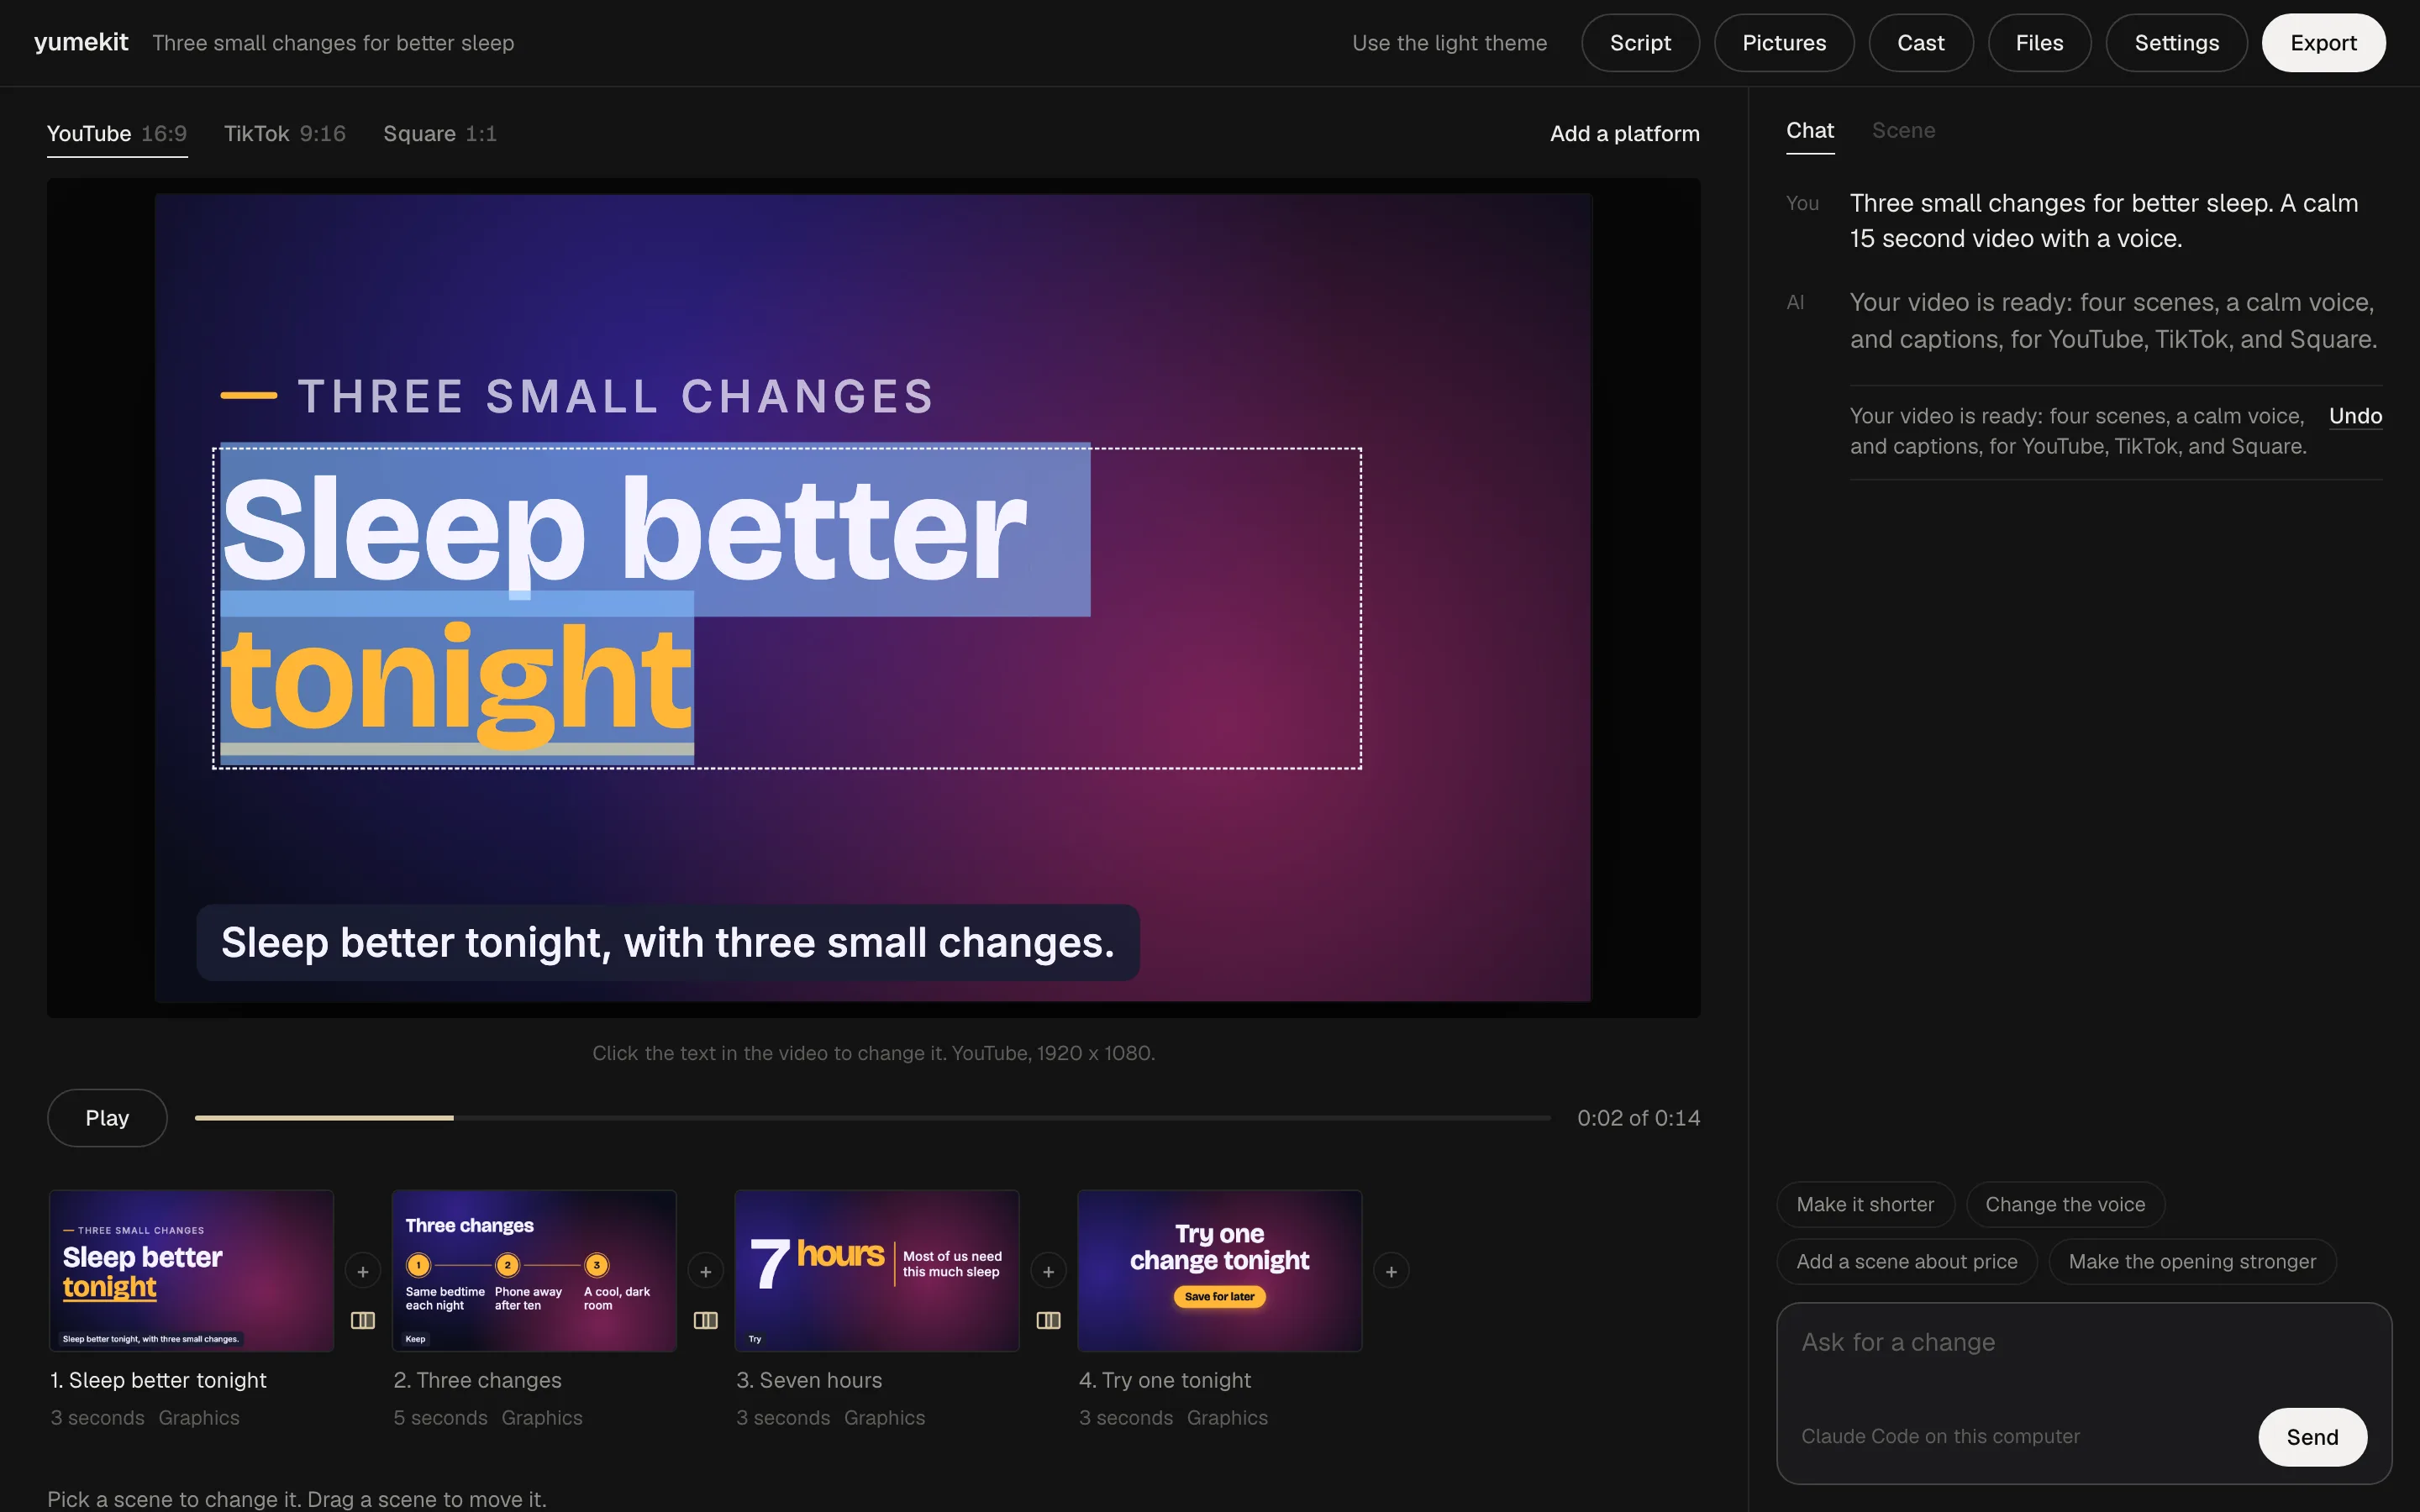 yumekit
Three small changes for better sleep
Use the light theme
Script
Pictures
Cast
Files
Settings
Export
YouTube 16:9
TikTok 9:16
Square 1:1
Add a platform
THREE SMALL CHANGES
Sleep better
tonight
Sleep better tonight, with three small changes.
Click the text in the video to change it. YouTube, 1920 x 1080.
Play
0:02 of 0:14
THREE SMALL CHANGES
Sleep better
tonight
Sleep better tonight, with three small changes.
1. Sleep better tonight
3 seconds Graphics
+
Three changes
1
2
3
Same bedtime
each night
Phone away
after ten
A cool, dark
room
Keep
2. Three changes
5 seconds Graphics
+
7 hours
Most of us need
this much sleep
Try
3. Seven hours
3 seconds Graphics
+
Try one
change tonight
Save for later
4. Try one tonight
3 seconds Graphics
+
Pick a scene to change it. Drag a scene to move it.
Chat
Scene
You
Three small changes for better sleep. A calm
15 second video with a voice.
AI
Your video is ready: four scenes, a calm voice,
and captions, for YouTube, TikTok, and Square.
Your video is ready: four scenes, a calm voice,
and captions, for YouTube, TikTok, and Square.
Undo
Make it shorter
Change the voice
Add a scene about price
Make the opening stronger
Ask for a change
Claude Code on this computer
Send